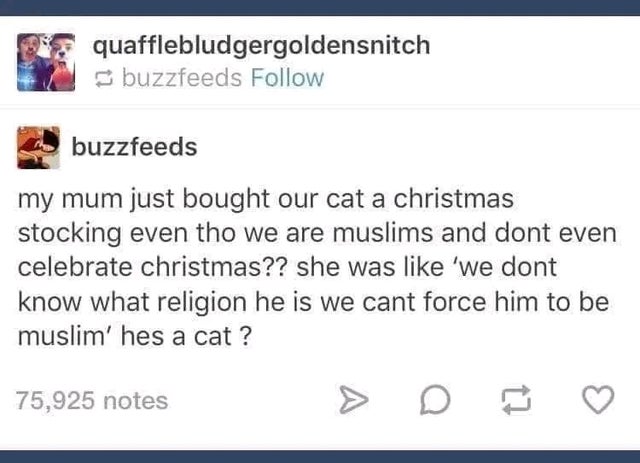 quafflebludgergoldensnitch
buzzfeeds Follow
buzzfeeds
my mum just bought our cat a christmas
stocking even tho we are muslims and dont even
celebrate christmas?? she was like 'we dont
know what religion he is we cant force him to be
muslim' hes a cat ?
75,925 notes